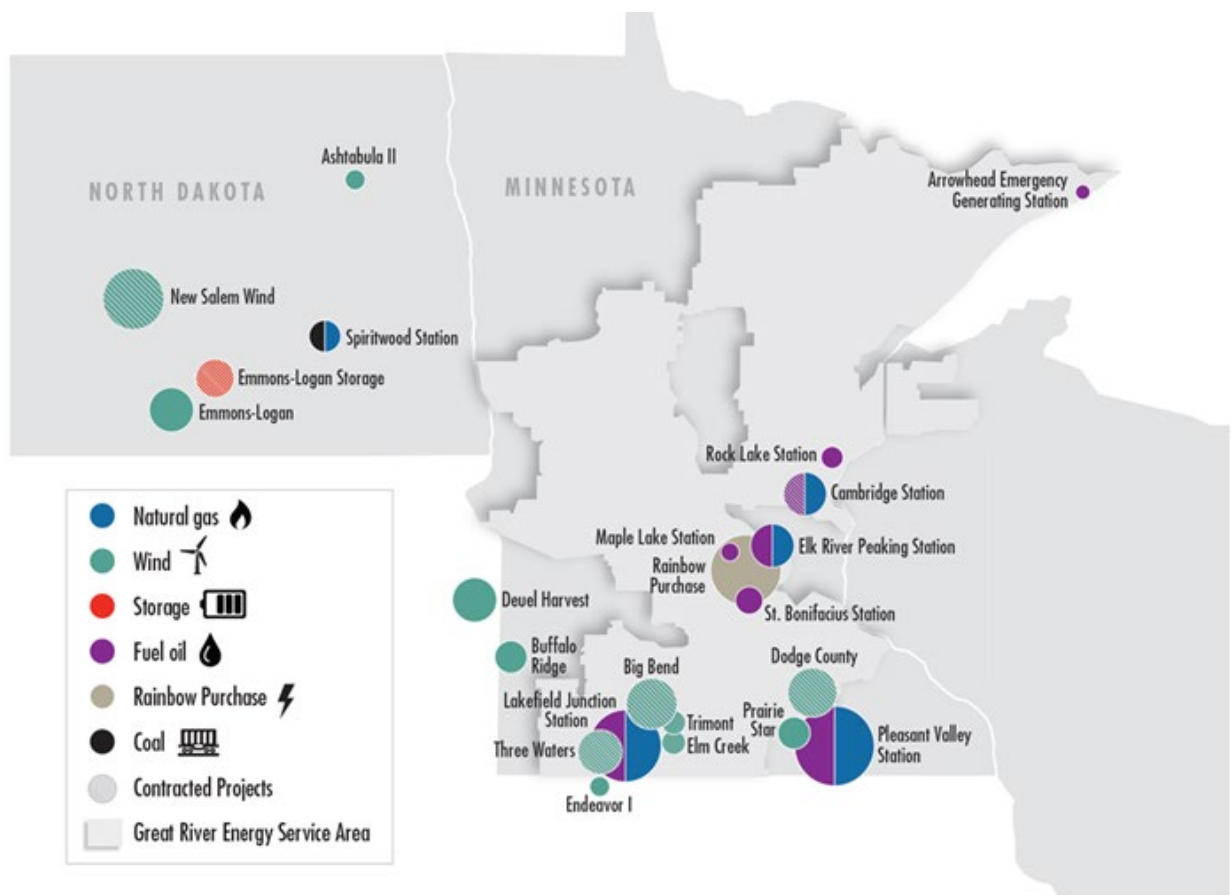 Ashtabula II
NORTH DAKOTA
MINNESOTA
Arrowhead Emergency
Generating Station
New Salem Wind
Spiritwood Station
Emmons-Logan Storage
Emmons-Logan
Rock Lake Station
Cambridge Station
Maple Lake Station
Elk River Peaking Station
Rainbow
Purchase
St. Bonifacius Station
Deuel Harvest
Buffalo
Ridge
Big Bend
Dodge County
Lakefield Junction
Station
Trimont
Prairie
Star
Three Waters
Elm Creek
Pleasant Valley
Station
Endeavor I
Natural gas
Wind
Storage
Fuel oil
Rainbow Purchase
Coal
Contracted Projects
Great River Energy Service Area